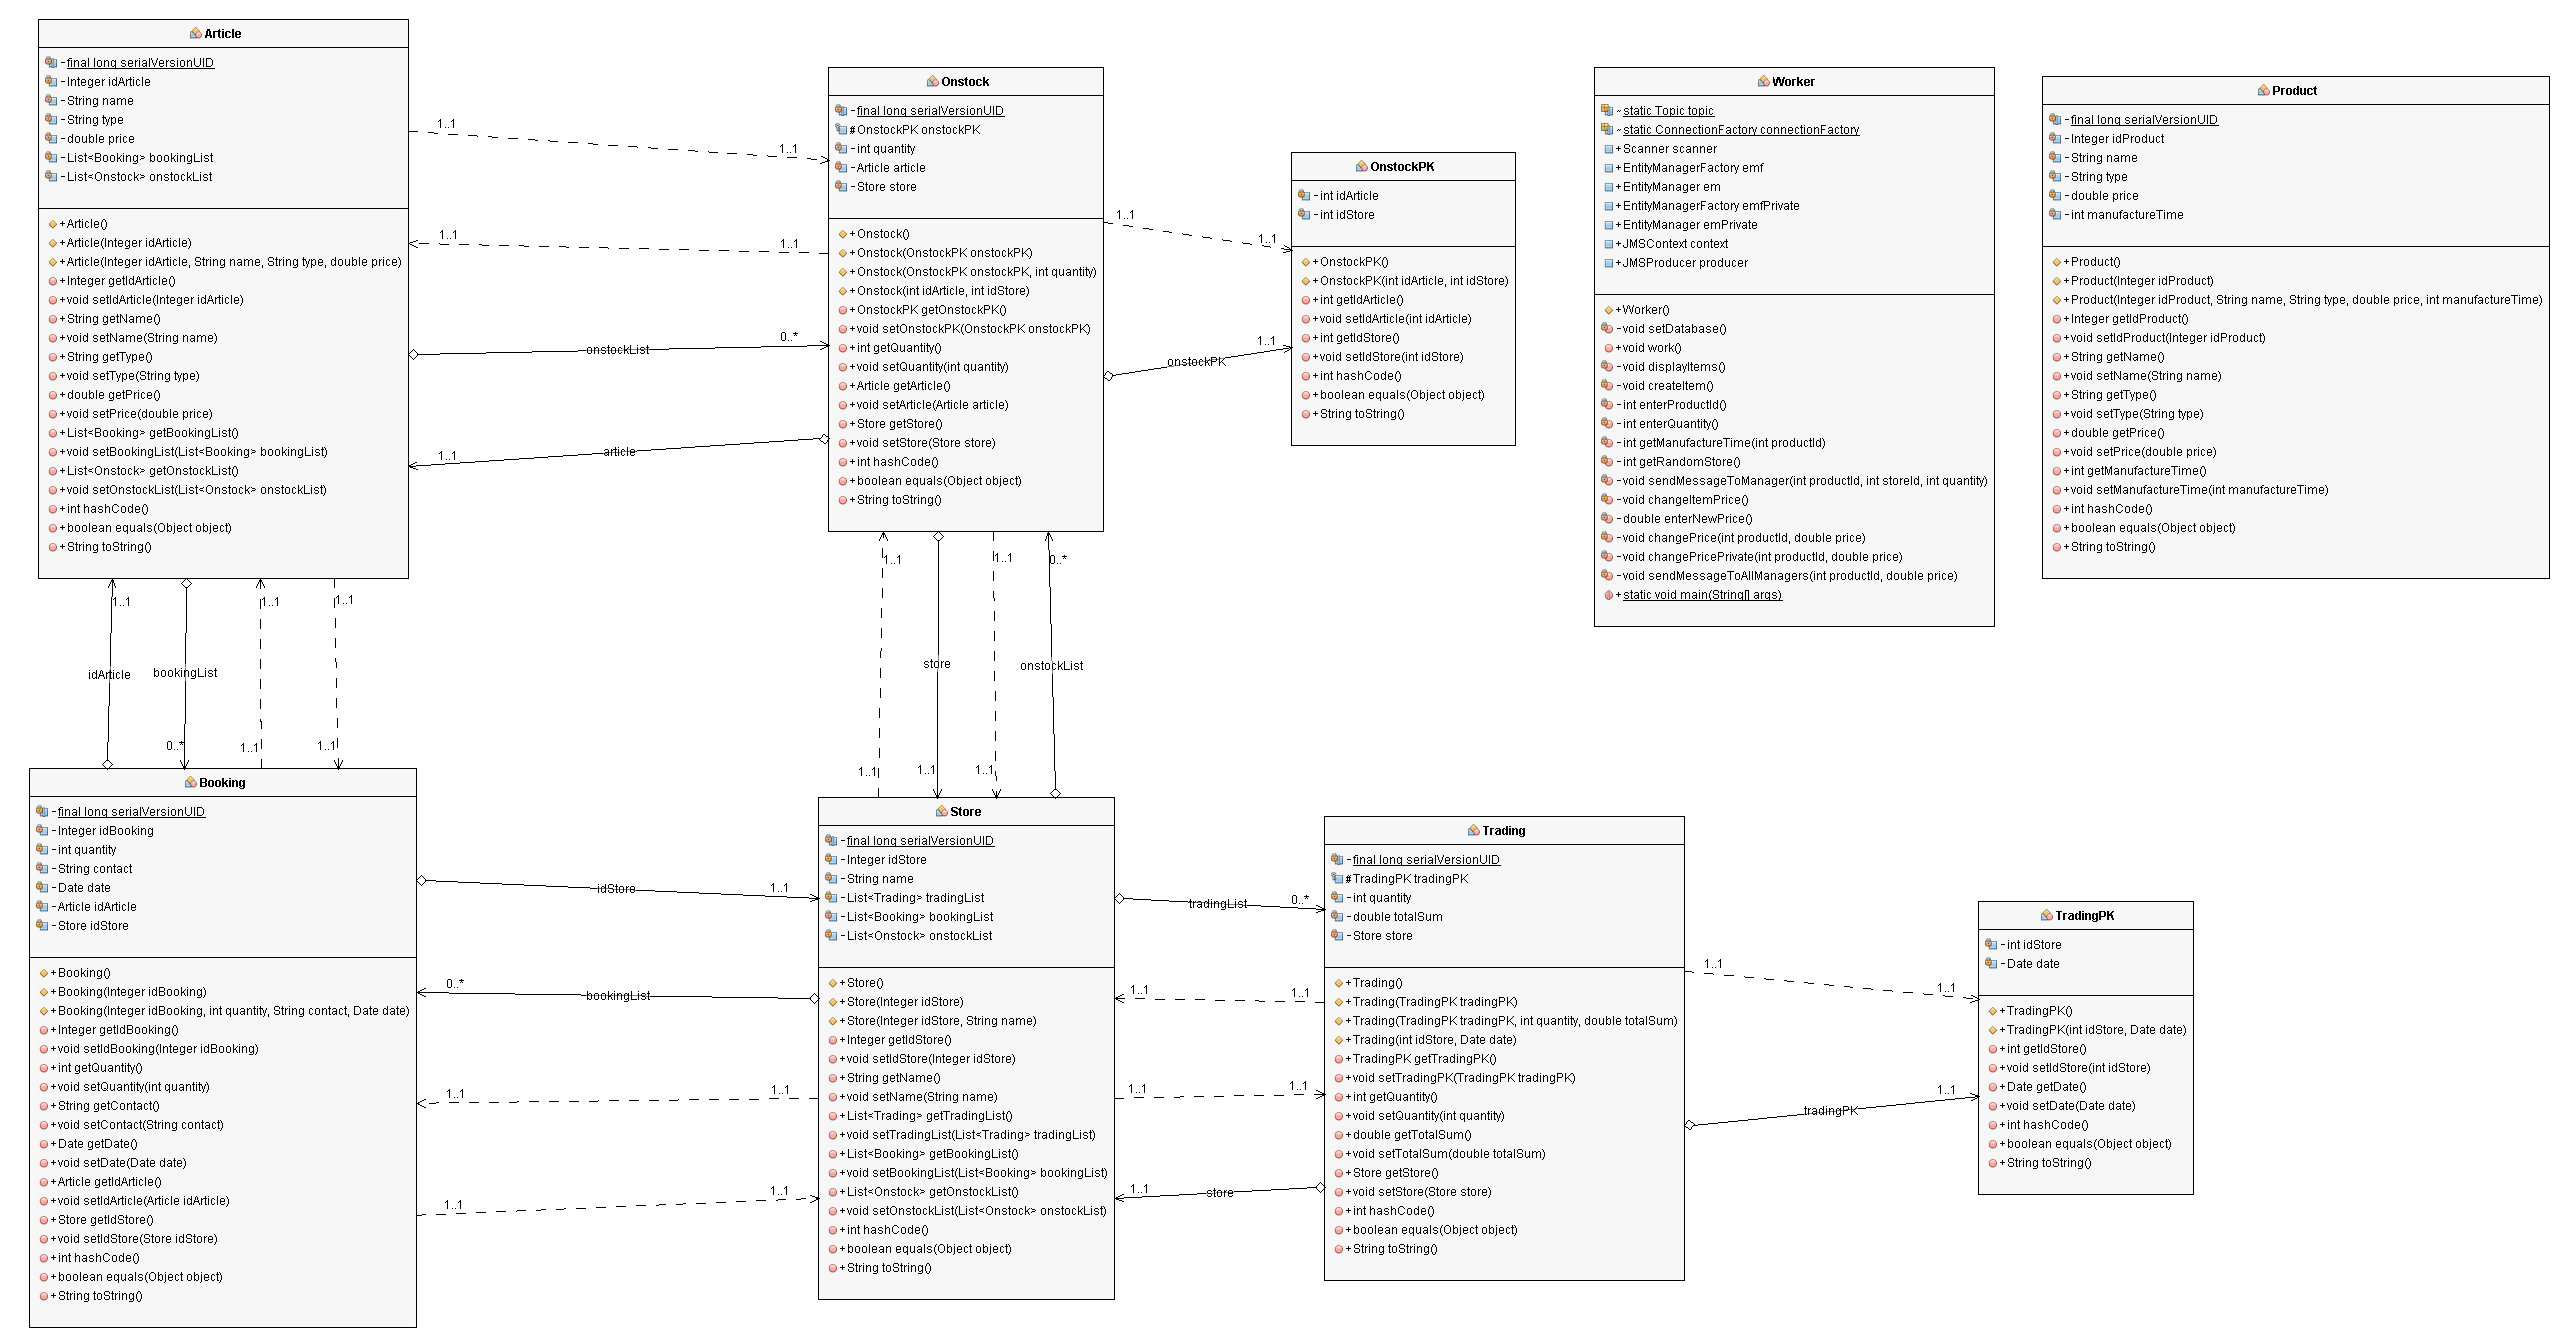 Article
-final long serialVersionUID
-Integer idArticle
-String name
-String type
-double price
-List<Booking> bookingList
-List<Onstock> onstockList
+Article()
+Article(Integer idArticle)
+Article(Integer idArticle, String name, String type, double price)
+Integer getIdArticle()
+void setIdArticle(Integer idArticle)
+String getName()
+void setName(String name)
+String getType()
+void setType(String type)
+double getPrice()
+void setPrice(double price)
+List<Booking> getBookingList()
+void setBookingList(List<Booking> bookingList)
+List<Onstock> getOnstockList()
+void setOnstockList(List<Onstock> onstockList)
+int hashCode()
+boolean equals(Object object)
+String toString()
1..1
1..1
1..1
1..1
onstockList
0..*
article
1..1
Onstock
-final long serialVersionUID
#OnstockPK onstockPK
-int quantity
-Article article
-Store store
+Onstock()
+Onstock(OnstockPK onstockPK)
+Onstock(OnstockPK onstockPK, int quantity)
+Onstock(int idArticle, int idStore)
+OnstockPK getOnstockPK()
+void setOnstockPK(OnstockPK onstockPK)
+int getQuantity()
+void setQuantity(int quantity)
+Article getArticle()
+void setArticle(Article article)
+Store getStore()
+void setStore(Store store)
+int hashCode()
+boolean equals(Object object)
+String toString()
1..1
1..1
onstockPK
1..1
OnstockPK
-int idArticle
-int idStore
+OnstockPK()
+OnstockPK(int idArticle, int idStore)
+int getIdArticle()
+void setIdArticle(int idArticle)
+int getIdStore()
+void setIdStore(int idStore)
+int hashCode()
+boolean equals(Object object)
+String toString()
Worker
~static Topic topic
~static ConnectionFactory connectionFactory
+Scanner scanner
+EntityManagerFactory emf
+EntityManager em
+EntityManagerFactory emfPrivate
+EntityManager emPrivate
+JMSContext context
+JMSProducer producer
+Worker()
-void setDatabase()
+void work()
-void displayItems()
-void createItem()
-int enterProductId()
-int enterQuantity()
-int getManufactureTime(int productId)
-int getRandomStore()
-void sendMessageToManager(int productId, int storeId, int quantity)
-void changeItemPrice()
-double enterNewPrice()
-void changePrice(int productId, double price)
-void changePricePrivate(int productId, double price)
-void sendMessageToAllManagers(int productId, double price)
+static void main(String[] args)
Product
-final long serialVersionUID
-Integer idProduct
-String name
-String type
-double price
-int manufactureTime
+Product()
+Product(Integer idProduct)
+Product(Integer idProduct, String name, String type, double price, int manufactureTime)
+Integer getIdProduct()
+void setIdProduct(Integer idProduct)
+String getName()
+void setName(String name)
+String getType()
+void setType(String type)
+double getPrice()
+void setPrice(double price)
+int getManufactureTime()
+void setManufactureTime(int manufactureTime)
+int hashCode()
+boolean equals(Object object)
+String toString()
1..1
1..1
1..1
idArticle
bookingList
0..*
1..1
1..1
1..1
1..1
0..*
store
onstockList
1..1
1..1
1..1
Booking
-final long serialVersionUID
-Integer idBooking
-int quantity
-String contact
-Date date
-Article idArticle
-Store idStore
+Booking()
+Booking(Integer idBooking)
+Booking(Integer idBooking, int quantity, String contact, Date date)
+Integer getIdBooking()
+void setIdBooking(Integer idBooking)
+int getQuantity()
+void setQuantity(int quantity)
+String getContact()
+void setContact(String contact)
+Date getDate()
+void setDate(Date date)
+Article getIdArticle()
+void setIdArticle(Article idArticle)
+Store getIdStore()
+void setIdStore(Store idStore)
+int hashCode()
+boolean equals(Object object)
+String toString()
idStore
1..1
0..*
bookingList
1..1
1..1
1..1
1..1
Store
-final long serialVersionUID
-Integer idStore
-String name
-List<Trading> tradingList
-List<Booking> bookingList
-List<Onstock> onstockList
+Store()
+Store(Integer idStore)
+Store(Integer idStore, String name)
+Integer getIdStore()
+void setIdStore(Integer idStore)
+String getName()
+void setName(String name)
+List<Trading> getTradingList()
+void setTradingList(List<Trading> tradingList)
+List<Booking> getBookingList()
+void setBookingList(List<Booking> bookingList)
+List<Onstock> getOnstockList()
+void setOnstockList(List<Onstock> onstockList)
+int hashCode()
+boolean equals(Object object)
+String toString()
tradingList
0..*
1..1
1..1
1..1
1..1
1..1
store
Trading
-final long serialVersionUID
#TradingPK tradingPK
-int quantity
-double totalSum
-Store store
+Trading()
+Trading(TradingPK tradingPK)
+Trading(TradingPK tradingPK, int quantity, double totalSum)
+Trading(int idStore, Date date)
+TradingPK getTradingPK()
+void setTradingPK(TradingPK tradingPK)
+int getQuantity()
+void setQuantity(int quantity)
+double getTotalSum()
+void setTotalSum(double totalSum)
+Store getStore()
+void setStore(Store store)
+int hashCode()
+boolean equals(Object object)
+String toString()
1..1
1..1
tradingPK
1..1
TradingPK
-int idStore
-Date date
+TradingPK()
+TradingPK(int idStore, Date date)
+int getIdStore()
+void setIdStore(int idStore)
+Date getDate()
+void setDate(Date date)
+int hashCode()
+boolean equals(Object object)
+String toString()